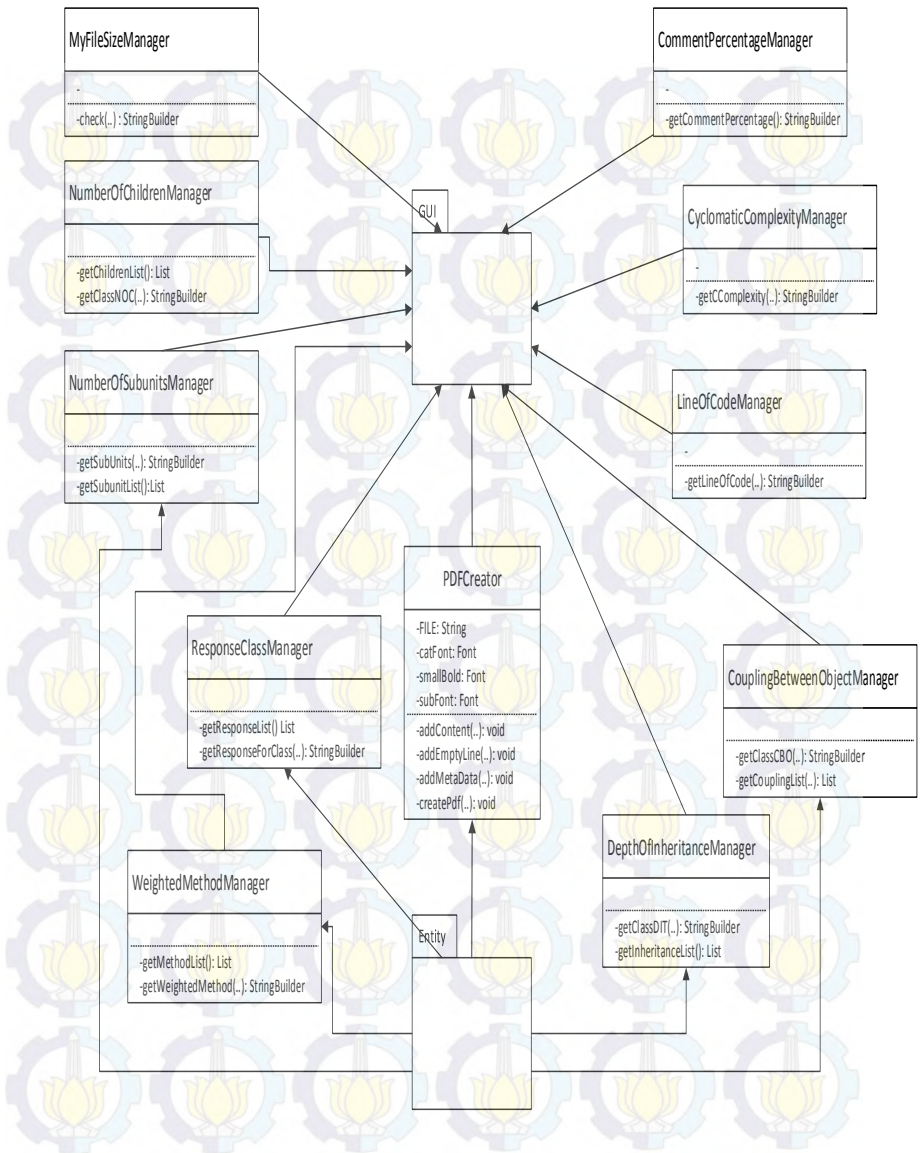 MyFileSizeManager
-
-check(..) : StringBuilder
CommentPercentageManager
-
-getCommentPercentage(): StringBuilder
NumberOfChildrenManager
-getChildrenList(): List
-getClassNOC(..): StringBuilder
GUI
CyclomaticComplexityManager
-
-getCComplexity(..): StringBuilder
NumberOfSubunitsManager
-getSubUnits(..): StringBuilder
-getSubunitList():List
LineOfCodeManager
-
-getLineOfCode(..): StringBuilder
PDFCreator
-FILE: String
-catFont: Font
-smallBold: Font
-subFont: Font
-addContent(..): void
-addEmptyLine(..): void
-addMetaData(..): void
-createPdf(..): void
ResponseClassManager
-getResponseList() List
-getResponseForClass(..): StringBuilder
CouplingBetweenObjectManager
-getClassCBO(..): StringBuilder
-getCouplingList(..): List
DepthOfInheritanceManager
-getClassDIT(..): StringBuilder
-getInheritanceList(): List
WeightedMethodManager
-getMethodList(): List
-getWeightedMethod(..): StringBuilder
Entity